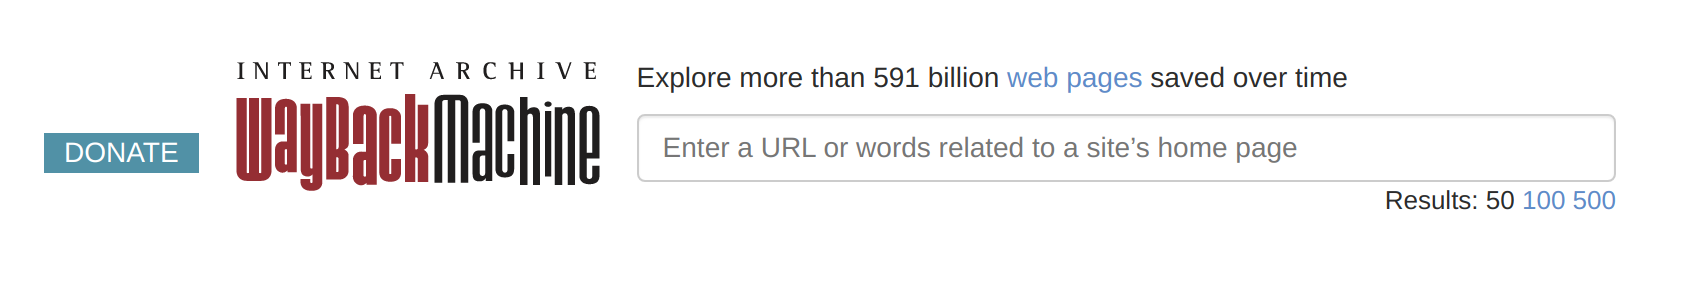 DONATE
INTERNET ARCHIVE
WayBackMachine
Explore more than 591 billion web pages saved over time
Enter a URL or words related to a site’s home page
Results: 50 100 500